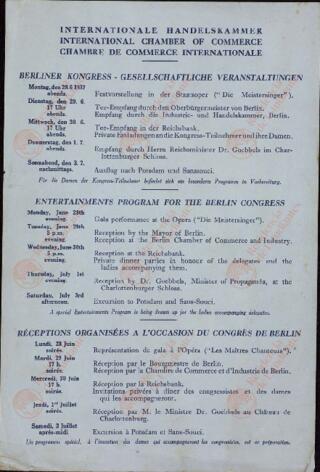 INTERNATIONALE HANDELSKAMMER
INTERNATIONAL CHAMBER OF COMMERCE
CHAMBRE DE COMMERCE INTERNATIONALE
BERLINER KONGRESS - GESELLSCHAFTLICHE VERANSTALTUNGEN
Montag, den 28.6 1937
abends. Festvorstellung in der Staatsoper ("Die Meistersinger").
Dienstag, den 29. 6.
17 Uhr Tee-Empfang durch den Oberbürgermeister von Berlin.
abends. Empfang durch die Industrie- und Handelskammer, Berlin.
Mittwoch, den 30. 6.
17 Uhr Tee-Empfang in der Reichsbank.
abends. Private Einladungen an die Kongress-Teilnehmer und ihre Damen.
Donnerstag, den 1. 7.
abends. Empfang durch Herrn Reichsminister Dr. Goebbels im Char-
lottenburger Schloss.
Sonnabend, den 3. 7.
nachmittags. Ausflug nach Potsdam und Sanssouci.
Für die Damen der Kongress-Teilnehmer befindet sich ein besonderes Programm in Vorbereitung.
ENTERTAINMENTS PROGRAM FOR THE BERLIN CONGRESS
Monday, June 28th
evening. Gala performance at the Opera ("Die Meistersinger").
Tuesday, June 29th
5 p.m. Reception by the Mayor of Berlin.
evening. Reception at the Berlin Chamber of Commerce and Industry.
Wednesday, June 30th
5 p.m. Reception at the Reichsbank.
evening. Private dinner parties in honour of the delegates and the
ladies accompanying them.
Thursday, July 1st
evening. Reception by Dr. Goebbels, Minister of Propaganda, at the
Charlottenburger Schloss.
Saturday, July 3rd
afternoon. Excursion to Potsdam and Sans-Souci.
A special Entertainments Program is being drawn up for the ladies accompanying delegates.
RÉCEPTIONS ORGANISÉES A L'OCCASION DU CONGRÈS DE BERLIN
Lundi, 28 Juin
soirée. Représentation de gala à l'Opéra ("Les Maîtres Chanteurs").
Mardi, 29 Juin
17 h. Réception par le Bourgmestre de Berlin.
soirée. Réception par la Chambre de Commerce et d'Industrie de Berlin.
Mercredi, 30 Juin
17 h. Réception par la Reichsbank.
soirée. Invitations privées à dîner des congressistes et des dames
qui les accompagneront.
Jeudi, 1er Juillet
soirée. Réception par M. le Ministre Dr. Goebbels au Château de
Charlottenburg.
Samedi, 3 Juillet
après-midi. Excursion à Potsdam et Sans-Souci.
Un programme spécial, à l'intention des dames qui accompagneront les congressistes, est en préparation.